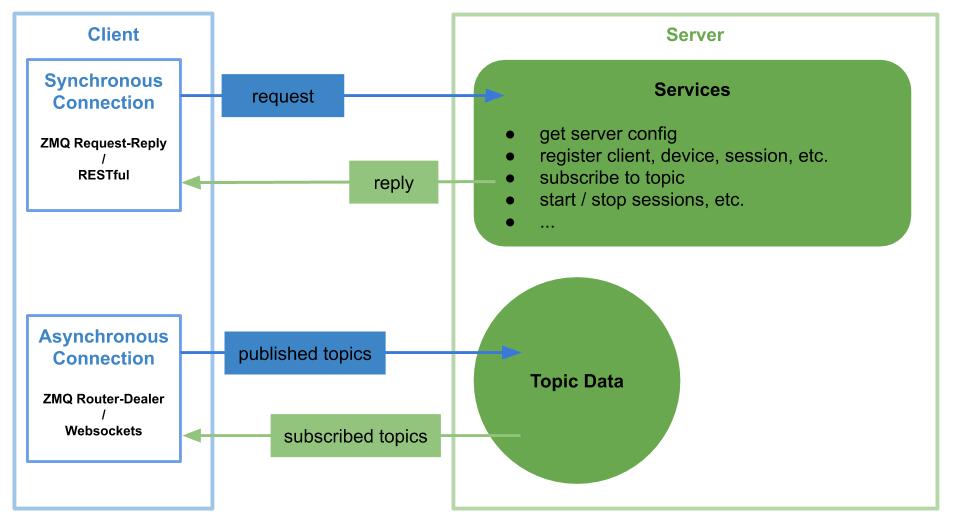 Client
Synchronous
Connection
ZMQ Request-Reply
/
RESTful
request
reply
Asynchronous
Connection
ZMQ Router-Dealer
/
Websockets
published topics
subscribed topics
Server
Services
● get server config
● register client, device, session, etc.
● subscribe to topic
● start / stop sessions, etc.
● ...
Topic Data